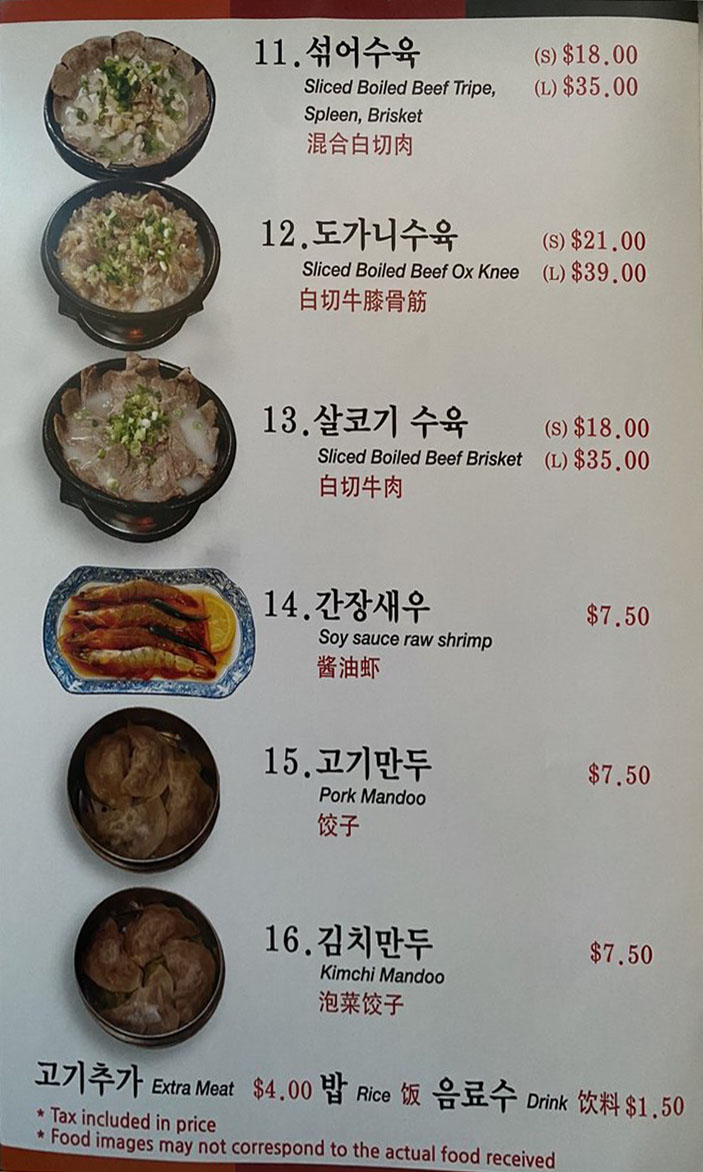 11.섞어수육 (S) $18.00
Sliced Boiled Beef Tripe, (L) $35.00
Spleen, Brisket
混合白切肉
12.도가니수육 (S) $21.00
Sliced Boiled Beef Ox Knee (L) $39.00
白切牛膝骨筋
13.살코기 수육 (S) $18.00
Sliced Boiled Beef Brisket (L) $35.00
白切牛肉
14.간장새우 $7.50
Soy sauce raw shrimp
酱油虾
15.고기만두 $7.50
Pork Mandoo
饺子
16.김치만두 $7.50
Kimchi Mandoo
泡菜饺子
고기추가 Extra Meat $4.00 밥 Rice 饭 음료수 Drink 饮料 $1.50
* Tax included in price
* Food images may not correspond to the actual food received